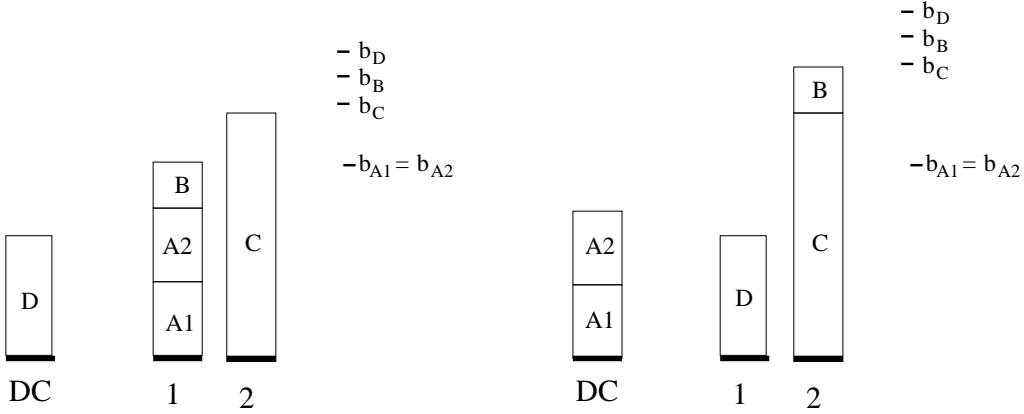 – b_D
– b_B
– b_C
– b_A1 = b_A2
B
A2
A1
C
D
DC
1
2
– b_D
– b_B
– b_C
– b_A1 = b_A2
B
C
A2
A1
D
DC
1
2